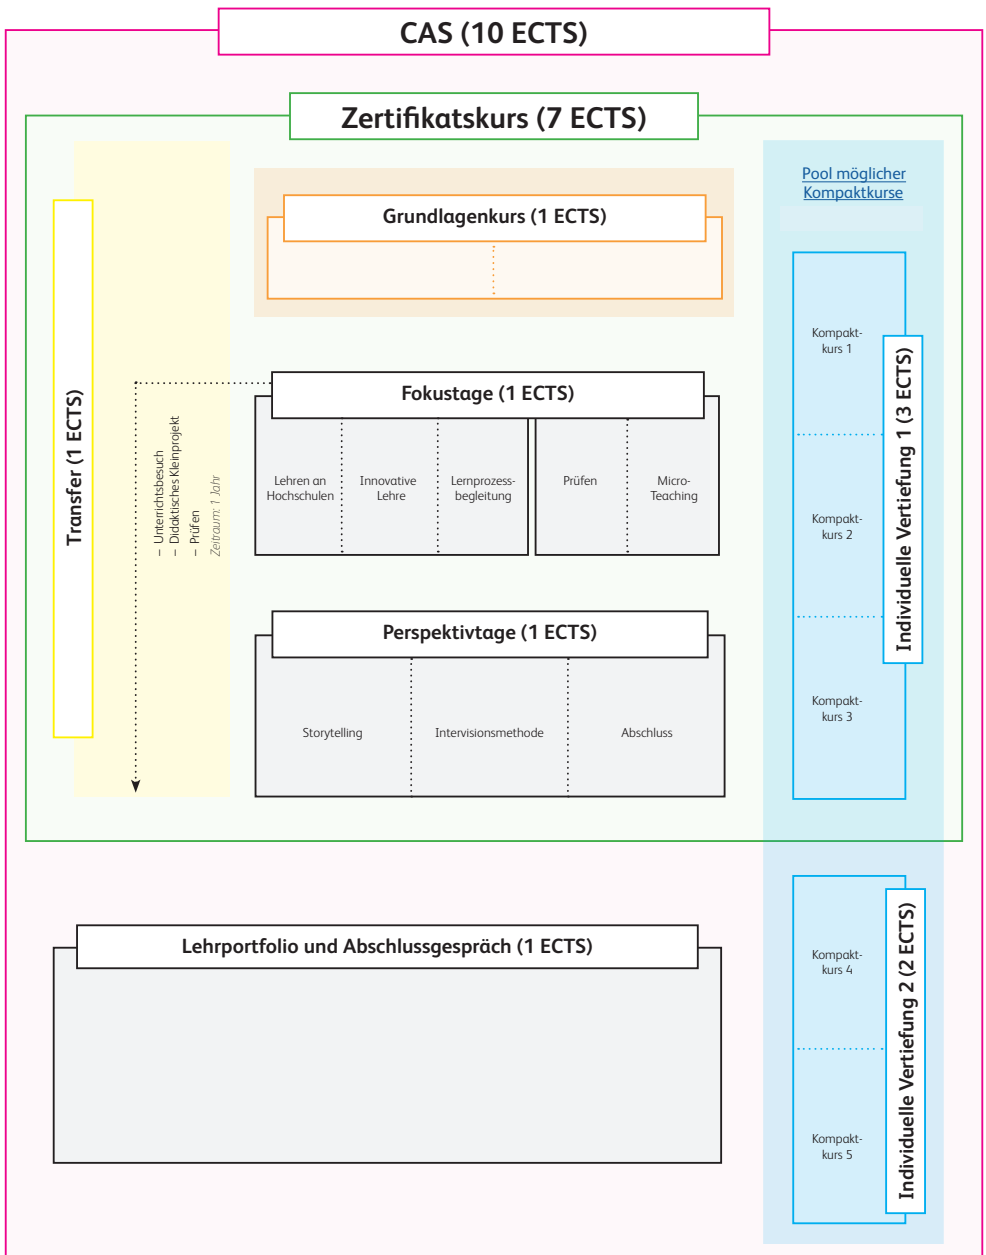 CAS (10 ECTS)
Zertifikatskurs (7 ECTS)
Pool möglicher
Kompaktkurse
Grundlagenkurs (1 ECTS)
Transfer (1 ECTS)
– Unterrichtsbesuch
– Didaktisches Kleinprojekt
– Prüfen
Zeitraum: 1 Jahr
Fokustage (1 ECTS)
Lehren an
Hochschulen
Innovative
Lehre
Lernprozess-
begleitung
Prüfen
Micro-
Teaching
Perspektivtage (1 ECTS)
Storytelling
Intervisionsmethode
Abschluss
Kompakt-
kurs 1
Kompakt-
kurs 2
Kompakt-
kurs 3
Individuelle Vertiefung 1 (3 ECTS)
Lehrportfolio und Abschlussgespräch (1 ECTS)
Kompakt-
kurs 4
Kompakt-
kurs 5
Individuelle Vertiefung 2 (2 ECTS)